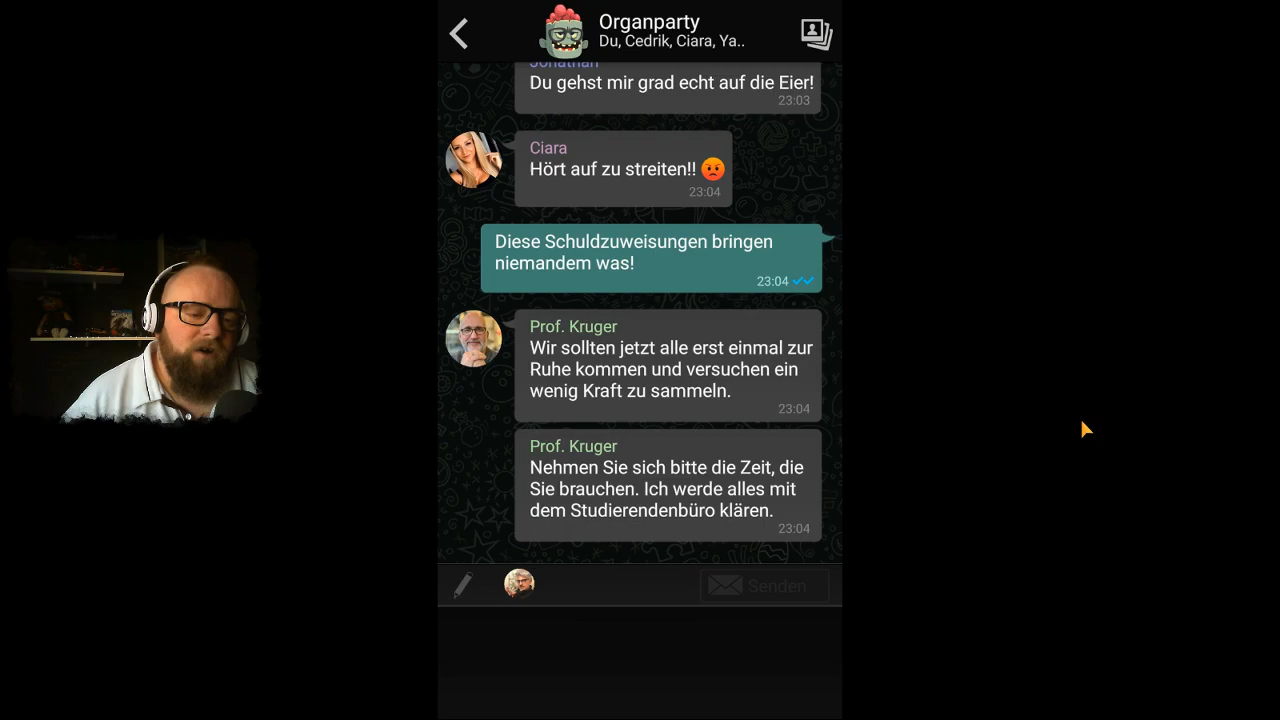 Organparty
Du, Cedrik, Ciara, Ya..
Jonathan
Du gehst mir grad echt auf die Eier!
23:03
Ciara
Hört auf zu streiten!! 😡
23:04
Diese Schuldzuweisungen bringen
niemandem was!
23:04
Prof. Kruger
Wir sollten jetzt alle erst einmal zur
Ruhe kommen und versuchen ein
wenig Kraft zu sammeln.
23:04
Prof. Kruger
Nehmen Sie sich bitte die Zeit, die
Sie brauchen. Ich werde alles mit
dem Studierendenbüro klären.
23:04
Senden